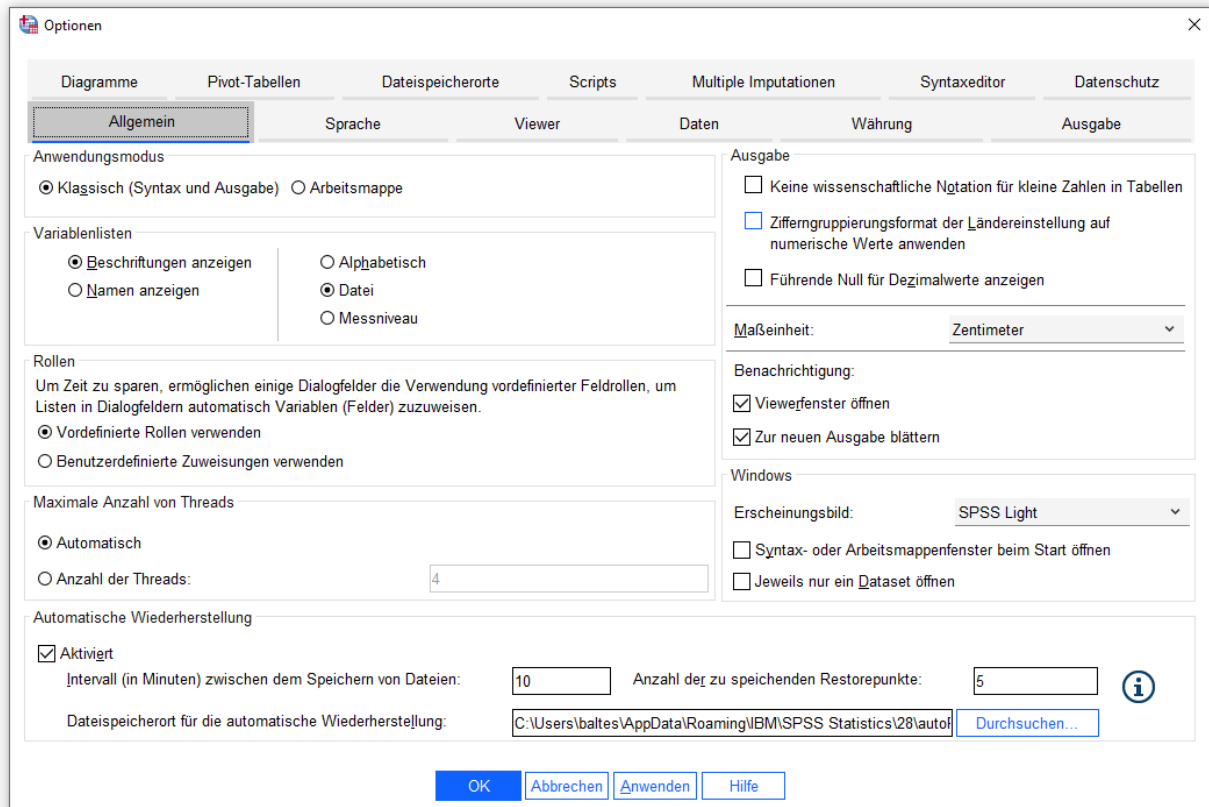 Optionen
Diagramme Pivot-Tabellen Dateispeicherorte Scripts Multiple Imputationen Syntaxeditor Datenschutz
Allgemein Sprache Viewer Daten Währung Ausgabe
Anwendungsmodus
Klassisch (Syntax und Ausgabe) Arbeitsmappe
Variablenlisten
Beschriftungen anzeigen
Namen anzeigen
Alphabetisch
Datei
Messniveau
Rollen
Um Zeit zu sparen, ermöglichen einige Dialogfelder die Verwendung vordefinierter Feldrollen, um
Listen in Dialogfeldern automatisch Variablen (Felder) zuzuweisen.
Vordefinierte Rollen verwenden
Benutzerdefinierte Zuweisungen verwenden
Maximale Anzahl von Threads
Automatisch
Anzahl der Threads: 4
Ausgabe
Keine wissenschaftliche Notation für kleine Zahlen in Tabellen
Zifferngruppierungsformat der Ländereinstellung auf
numerische Werte anwenden
Führende Null für Dezimalwerte anzeigen
Maßeinheit: Zentimeter
Benachrichtigung:
Viewerfenster öffnen
Zur neuen Ausgabe blättern
Windows
Erscheinungsbild: SPSS Light
Syntax- oder Arbeitsmappenfenster beim Start öffnen
Jeweils nur ein Dataset öffnen
Automatische Wiederherstellung
Aktiviert
Intervall (in Minuten) zwischen dem Speichern von Dateien: 10 Anzahl der zu speichenden Restorepunkte: 5
Dateispeicherort für die automatische Wiederherstellung: C:\Users\baltes\AppData\Roaming\IBM\SPSS Statistics\28\auto Durchsuchen...
OK Abbrechen Anwenden Hilfe